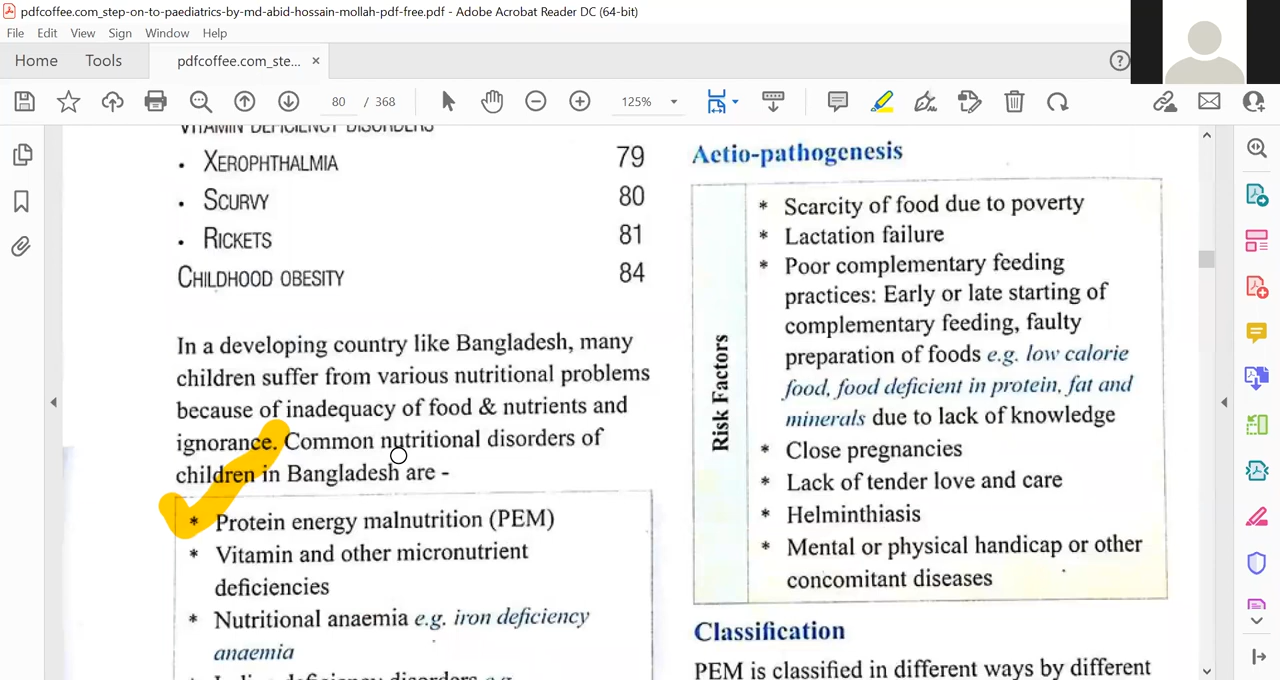 pdfcoffee.com_step-on-to-paediatrics-by-md-abid-hossain-mollah-pdf-free.pdf - Adobe Acrobat Reader DC (64-bit)
File Edit View Sign Window Help
Home Tools pdfcoffee.com_ste... ×
80 / 368 125%
VITAMIN DEFICIENCY DISORDERS
• XEROPHTHALMIA 79
• SCURVY 80
• RICKETS 81
CHILDHOOD OBESITY 84
In a developing country like Bangladesh, many
children suffer from various nutritional problems
because of inadequacy of food & nutrients and
ignorance. Common nutritional disorders of
children in Bangladesh are -
* Protein energy malnutrition (PEM)
* Vitamin and other micronutrient
deficiencies
* Nutritional anaemia e.g. iron deficiency
anaemia
Aetio-pathogenesis
Risk Factors
* Scarcity of food due to poverty
* Lactation failure
* Poor complementary feeding
practices: Early or late starting of
complementary feeding, faulty
preparation of foods e.g. low calorie
food, food deficient in protein, fat and
minerals due to lack of knowledge
* Close pregnancies
* Lack of tender love and care
* Helminthiasis
* Mental or physical handicap or other
concomitant diseases
Classification
PEM is classified in different ways by different